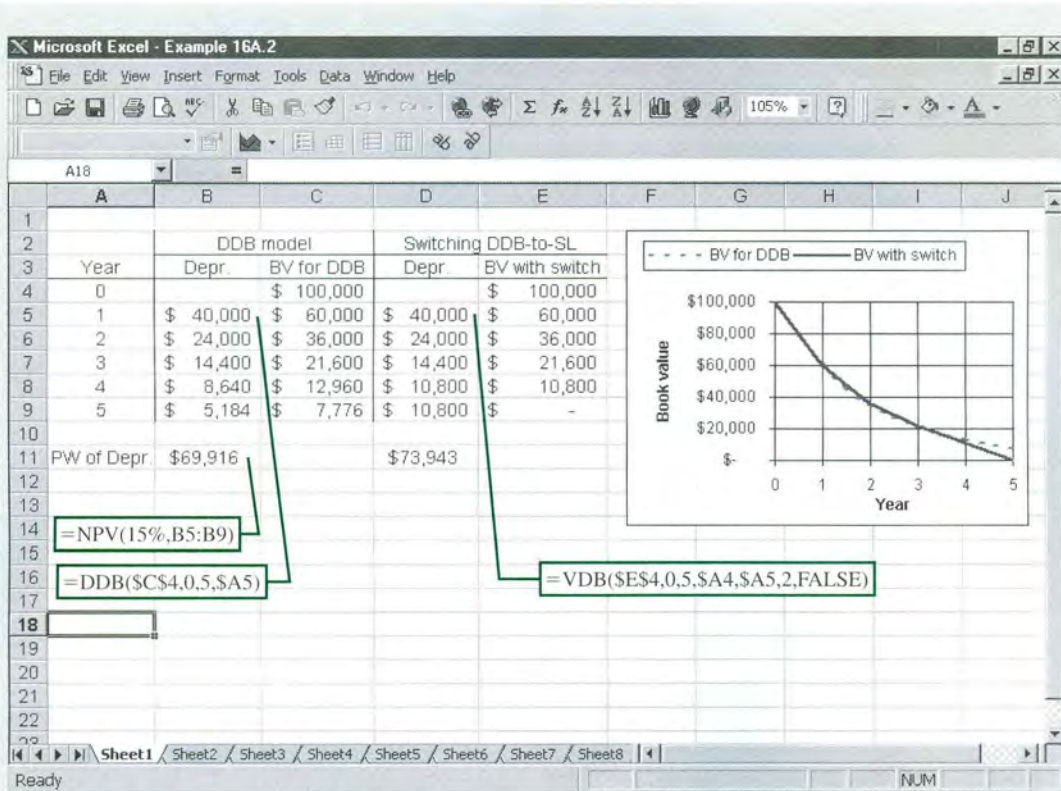 Microsoft Excel - Example 16A.2
File Edit View Insert Format Tools Data Window Help
105%
A18 =
A B C D E F G H I J
1
2 DDB model Switching DDB-to-SL
3 Year Depr. BV for DDB Depr. BV with switch
4 0 $ 100,000 $ 100,000
5 1 $ 40,000 $ 60,000 $ 40,000 $ 60,000
6 2 $ 24,000 $ 36,000 $ 24,000 $ 36,000
7 3 $ 14,400 $ 21,600 $ 14,400 $ 21,600
8 4 $ 8,640 $ 12,960 $ 10,800 $ 10,800
9 5 $ 5,184 $ 7,776 $ 10,800 $ -
10
11 PW of Depr. $69,916 $73,943
12
13
14 =NPV(15%,B5:B9)
15
16 =DDB($C$4,0,5,$A5) =VDB($E$4,0,5,$A4,$A5,2,FALSE)
17
18
19
20
21
22
23
BV for DDB BV with switch
$100,000
$80,000
$60,000
$40,000
$20,000
$-
Book value
0 1 2 3 4 5
Year
Sheet1 Sheet2 Sheet3 Sheet4 Sheet5 Sheet6 Sheet7 Sheet8
Ready NUM